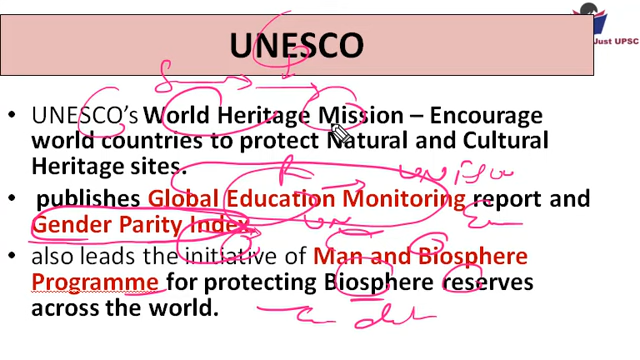 UNESCO
Just UPSC
• UNESCO's World Heritage Mission – Encourage
world countries to protect Natural and Cultural
Heritage sites.
• publishes Global Education Monitoring report and
Gender Parity Index.
• also leads the initiative of Man and Biosphere
Programme for protecting Biosphere reserves
across the world.